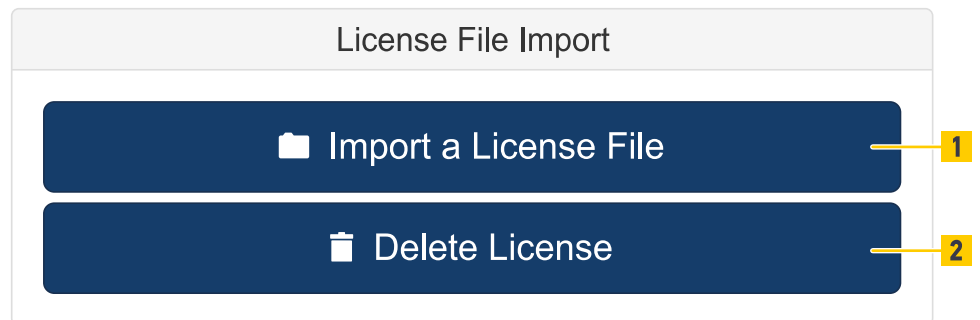 License File Import
Import a License File
1
Delete License
2